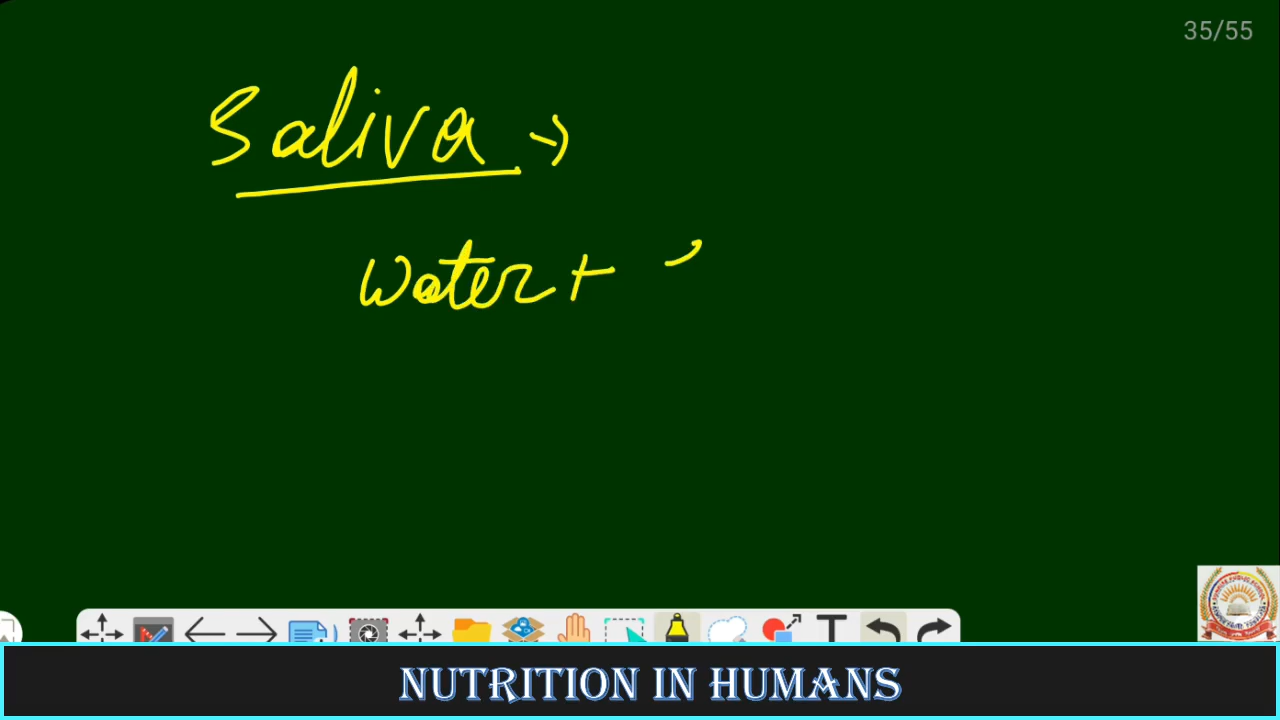 35/55
Saliva →
Water +
T
NUTRITION IN HUMANS